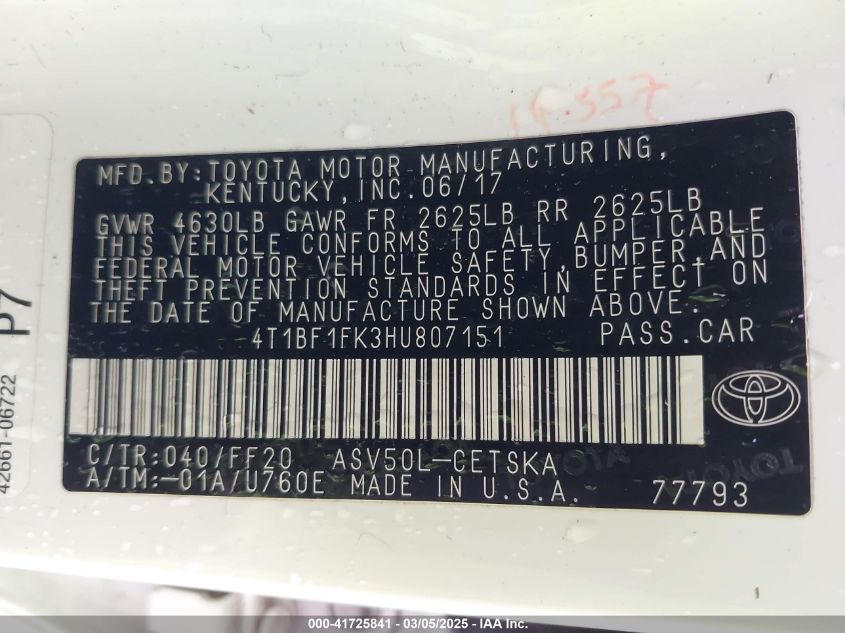 1F 557
MFD.BY:TOYOTA MOTOR MANUFACTURING,
KENTUCKY,INC.06/17
GVWR 4630LB GAWR FR 2625LB RR 2625LB
THIS VEHICLE CONFORMS TO ALL APPLICABLE
FEDERAL MOTOR VEHICLE SAFETY,BUMPER,AND
THEFT PREVENTION STANDARDS IN EFFECT ON
THE DATE OF MANUFACTURE SHOWN ABOVE.
4T1BF1FK3HU807151 PASS.CAR
C/TR:040/FF20 ASV50L-CETSKA
A/TM:-01A/U760E MADE IN U.S.A. 77793
P7
42661-06722
000-41725841 - 03/05/2025 - IAA Inc.